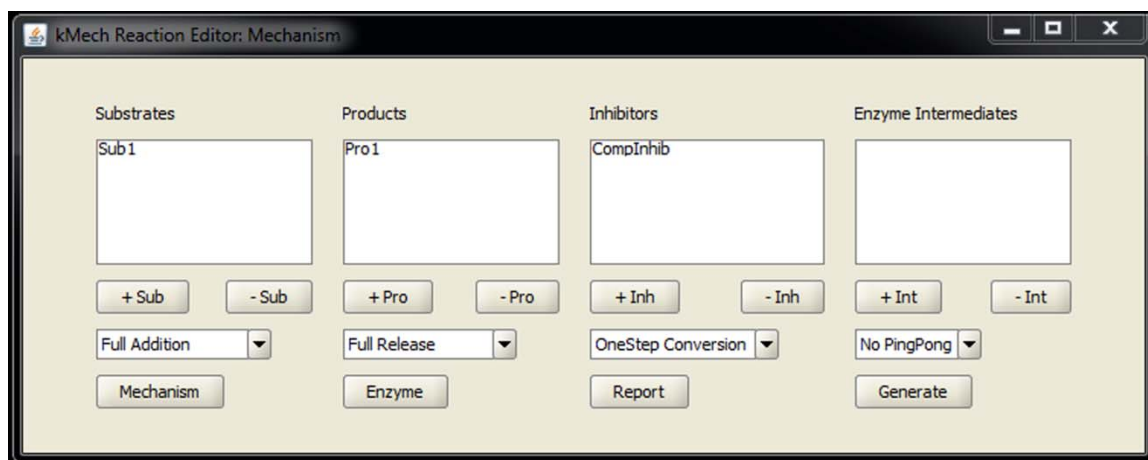 kMech Reaction Editor: Mechanism
Substrates Products Inhibitors Enzyme Intermediates
Sub1 Pro1 CompInhib
+ Sub - Sub + Pro - Pro + Inh - Inh + Int - Int
Full Addition Full Release OneStep Conversion No PingPong
Mechanism Enzyme Report Generate